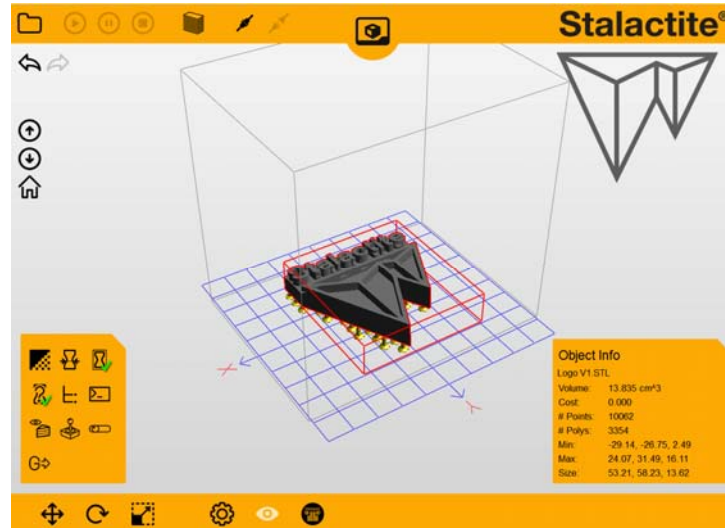 Stalactite®
Stalactite
X
Y
Object Info
Logo V1.STL
Volume: 13.835 cm^3
Cost: 0.000
# Points: 10062
# Polys: 3354
Min: -29.14, -26.75, 2.49
Max: 24.07, 31.49, 16.11
Size: 53.21, 58.23, 13.62
G